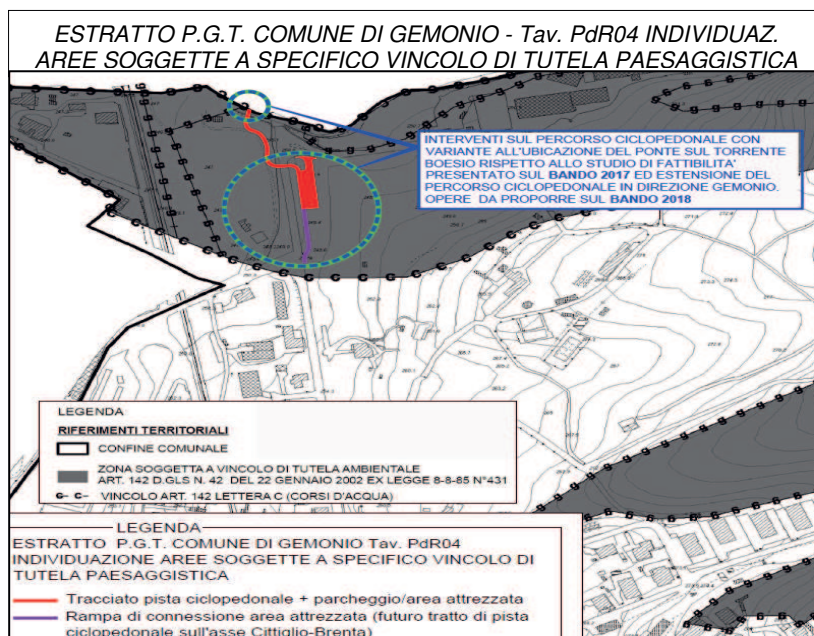 ESTRATTO P.G.T. COMUNE DI GEMONIO - Tav. PdR04 INDIVIDUAZ.
AREE SOGGETTE A SPECIFICO VINCOLO DI TUTELA PAESAGGISTICA
INTERVENTI SUL PERCORSO CICLOPEDONALE CON
VARIANTE ALL'UBICAZIONE DEL PONTE SUL TORRENTE
BOESIO RISPETTO ALLO STUDIO DI FATTIBILITA'
PRESENTATO SUL BANDO 2017 ED ESTENSIONE DEL
PERCORSO CICLOPEDONALE IN DIREZIONE GEMONIO.
OPERE DA PROPORRE SUL BANDO 2018
LEGENDA
RIFERIMENTI TERRITORIALI
CONFINE COMUNALE
ZONA SOGGETTA A VINCOLO DI TUTELA AMBIENTALE
ART. 142 D.GLS N. 42 DEL 22 GENNAIO 2002 EX LEGGE 8-8-85 N°431
G- C- VINCOLO ART. 142 LETTERA C (CORSI D'ACQUA)
LEGENDA
ESTRATTO P.G.T. COMUNE DI GEMONIO Tav. PdR04
INDIVIDUAZIONE AREE SOGGETTE A SPECIFICO VINCOLO DI
TUTELA PAESAGGISTICA
Tracciato pista ciclopedonale + parcheggio/area attrezzata
Rampa di connessione area attrezzata (futuro tratto di pista
ciclopedonale sull'asse Cittiglio-Brenta)